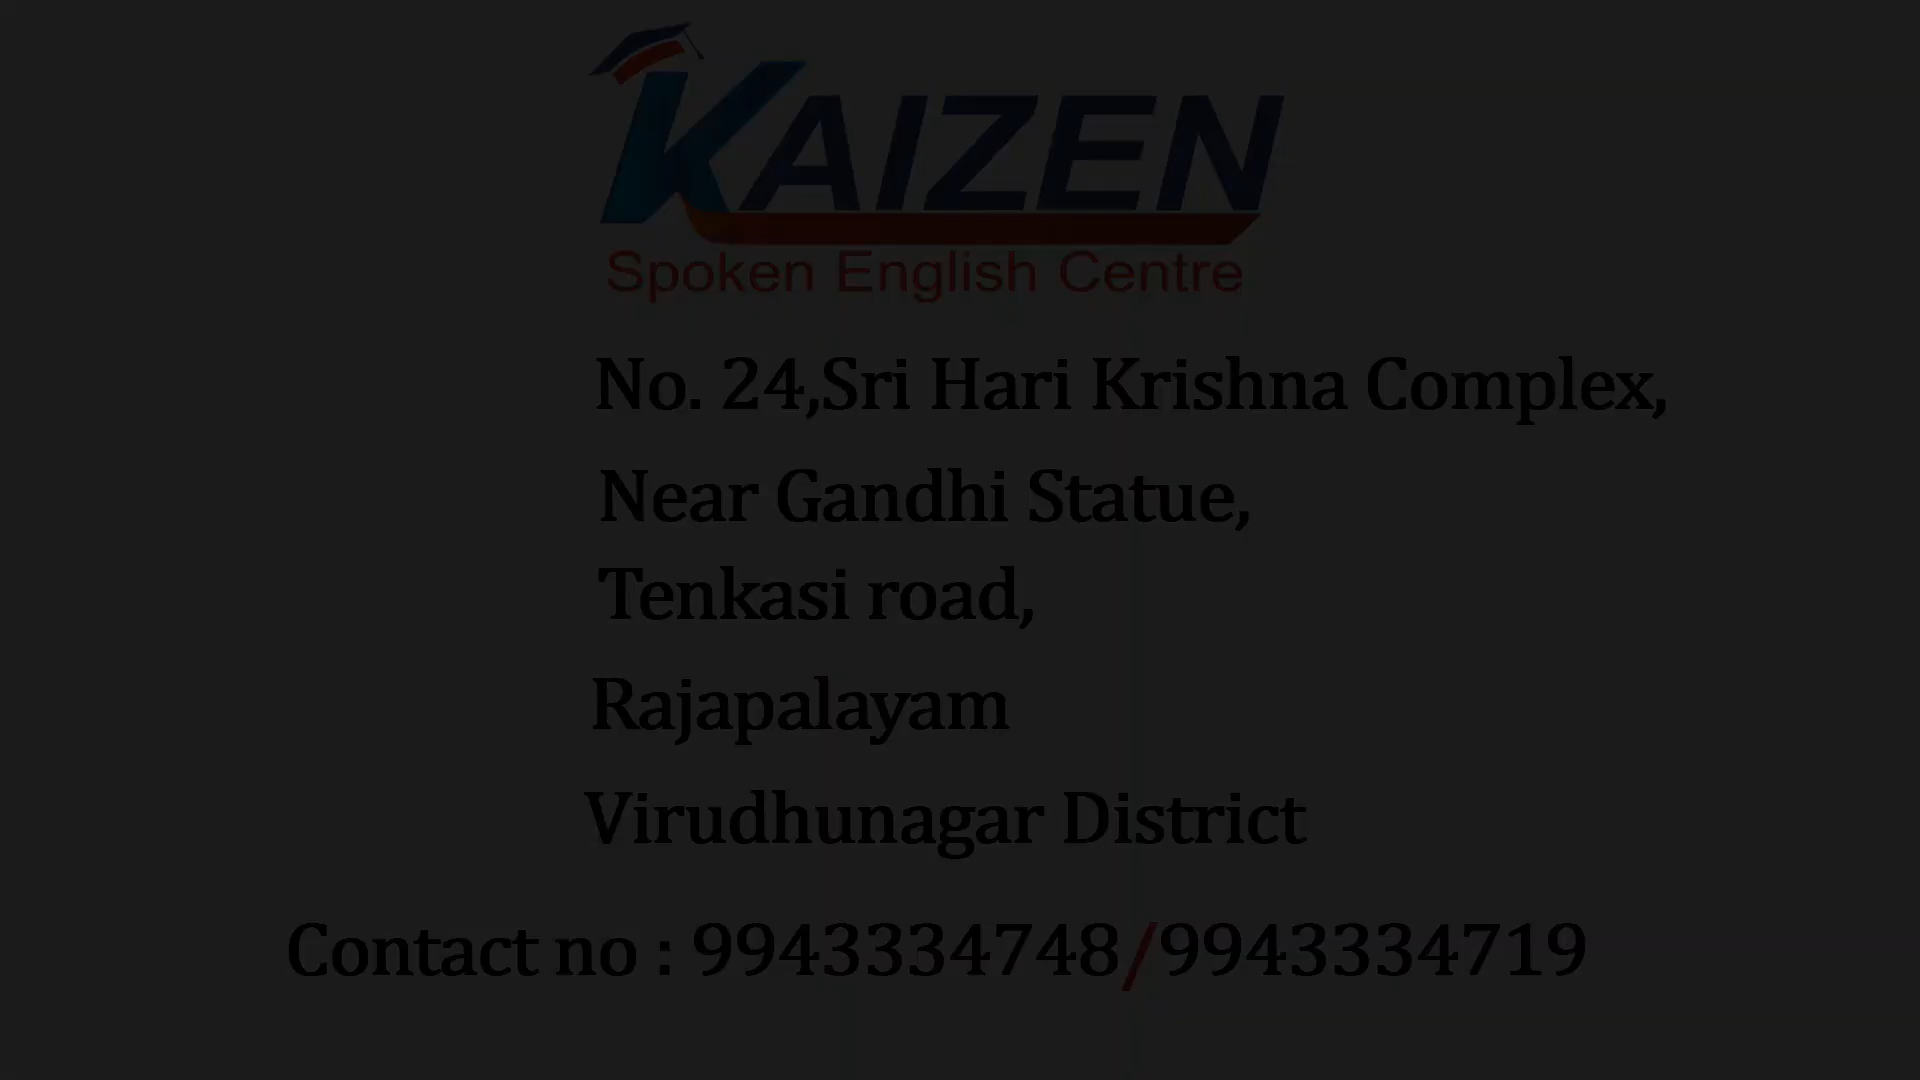 KAIZEN
Spoken English Centre
No. 24,Sri Hari Krishna Complex,
Near Gandhi Statue,
Tenkasi road,
Rajapalayam
Virudhunagar District
Contact no : 9943334748/9943334719